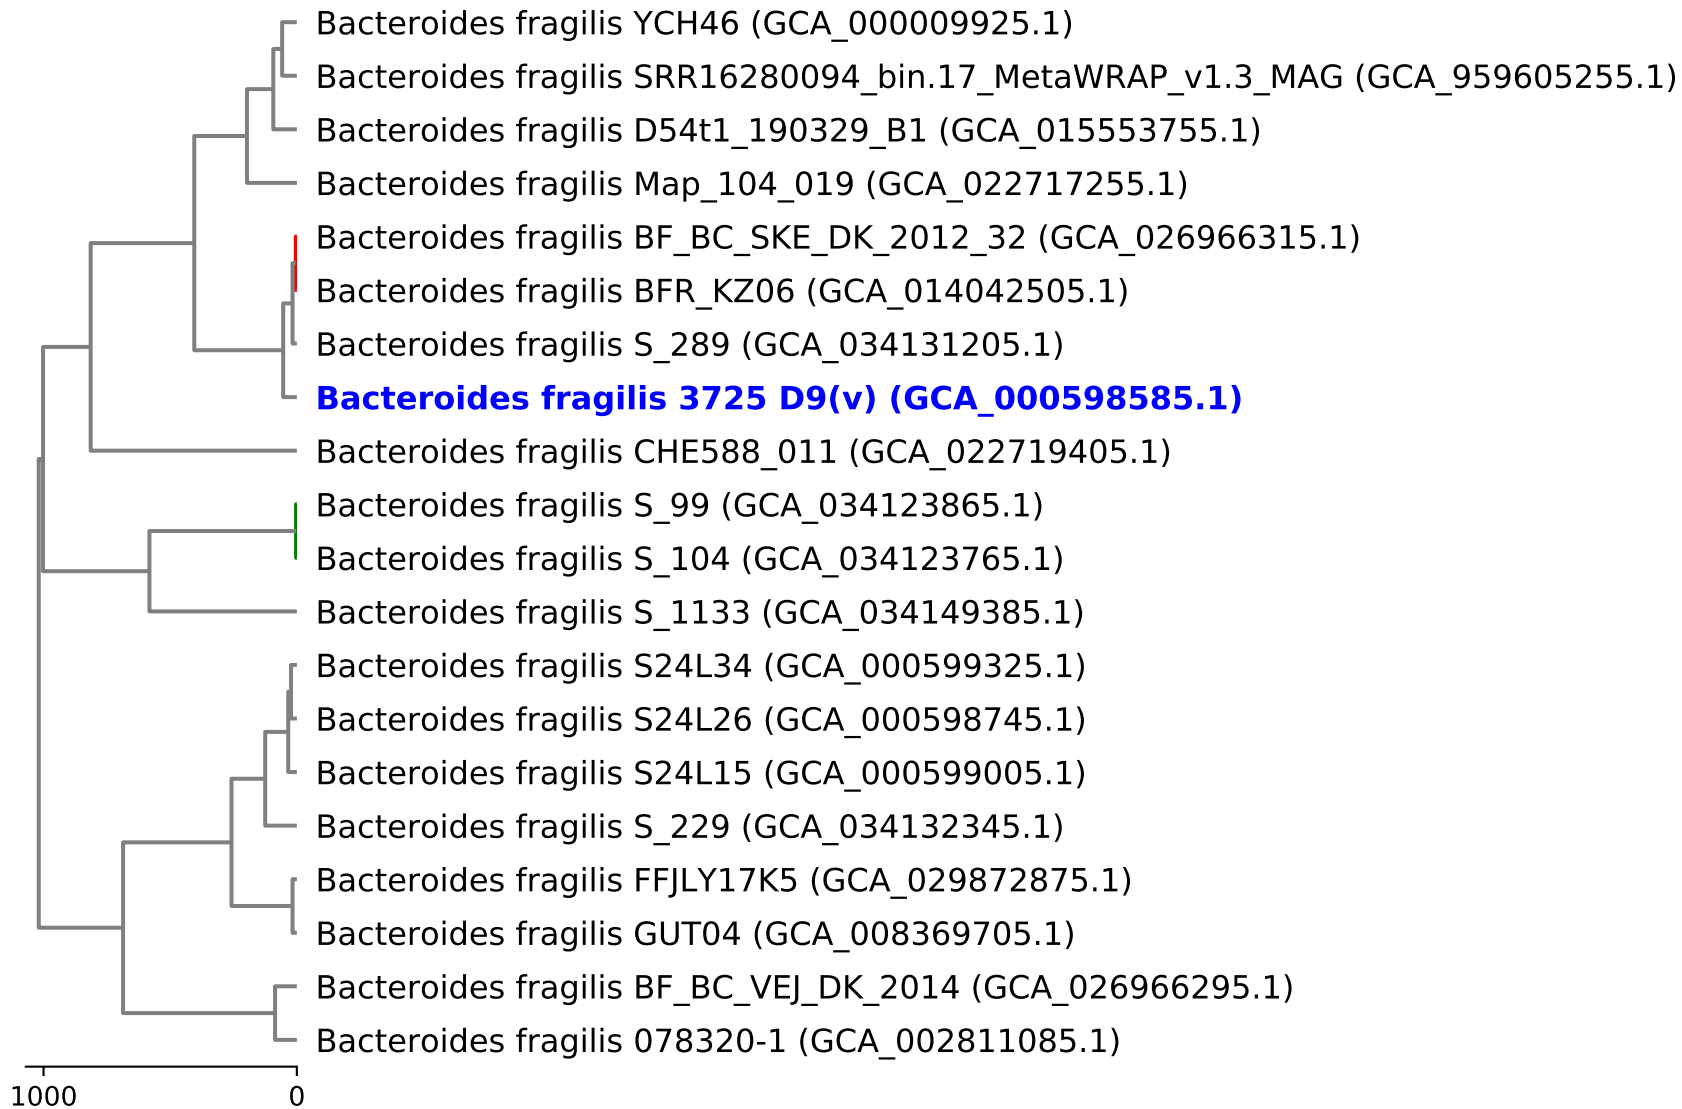 Bacteroides fragilis YCH46 (GCA_000009925.1)
Bacteroides fragilis SRR16280094_bin.17_MetaWRAP_v1.3_MAG (GCA_959605255.1)
Bacteroides fragilis D54t1_190329_B1 (GCA_015553755.1)
Bacteroides fragilis Map_104_019 (GCA_022717255.1)
Bacteroides fragilis BF_BC_SKE_DK_2012_32 (GCA_026966315.1)
Bacteroides fragilis BFR_KZ06 (GCA_014042505.1)
Bacteroides fragilis S_289 (GCA_034131205.1)
Bacteroides fragilis 3725 D9(v) (GCA_000598585.1)
Bacteroides fragilis CHE588_011 (GCA_022719405.1)
Bacteroides fragilis S_99 (GCA_034123865.1)
Bacteroides fragilis S_104 (GCA_034123765.1)
Bacteroides fragilis S_1133 (GCA_034149385.1)
Bacteroides fragilis S24L34 (GCA_000599325.1)
Bacteroides fragilis S24L26 (GCA_000598745.1)
Bacteroides fragilis S24L15 (GCA_000599005.1)
Bacteroides fragilis S_229 (GCA_034132345.1)
Bacteroides fragilis FFJLY17K5 (GCA_029872875.1)
Bacteroides fragilis GUT04 (GCA_008369705.1)
Bacteroides fragilis BF_BC_VEJ_DK_2014 (GCA_026966295.1)
Bacteroides fragilis 078320-1 (GCA_002811085.1)
1000 0